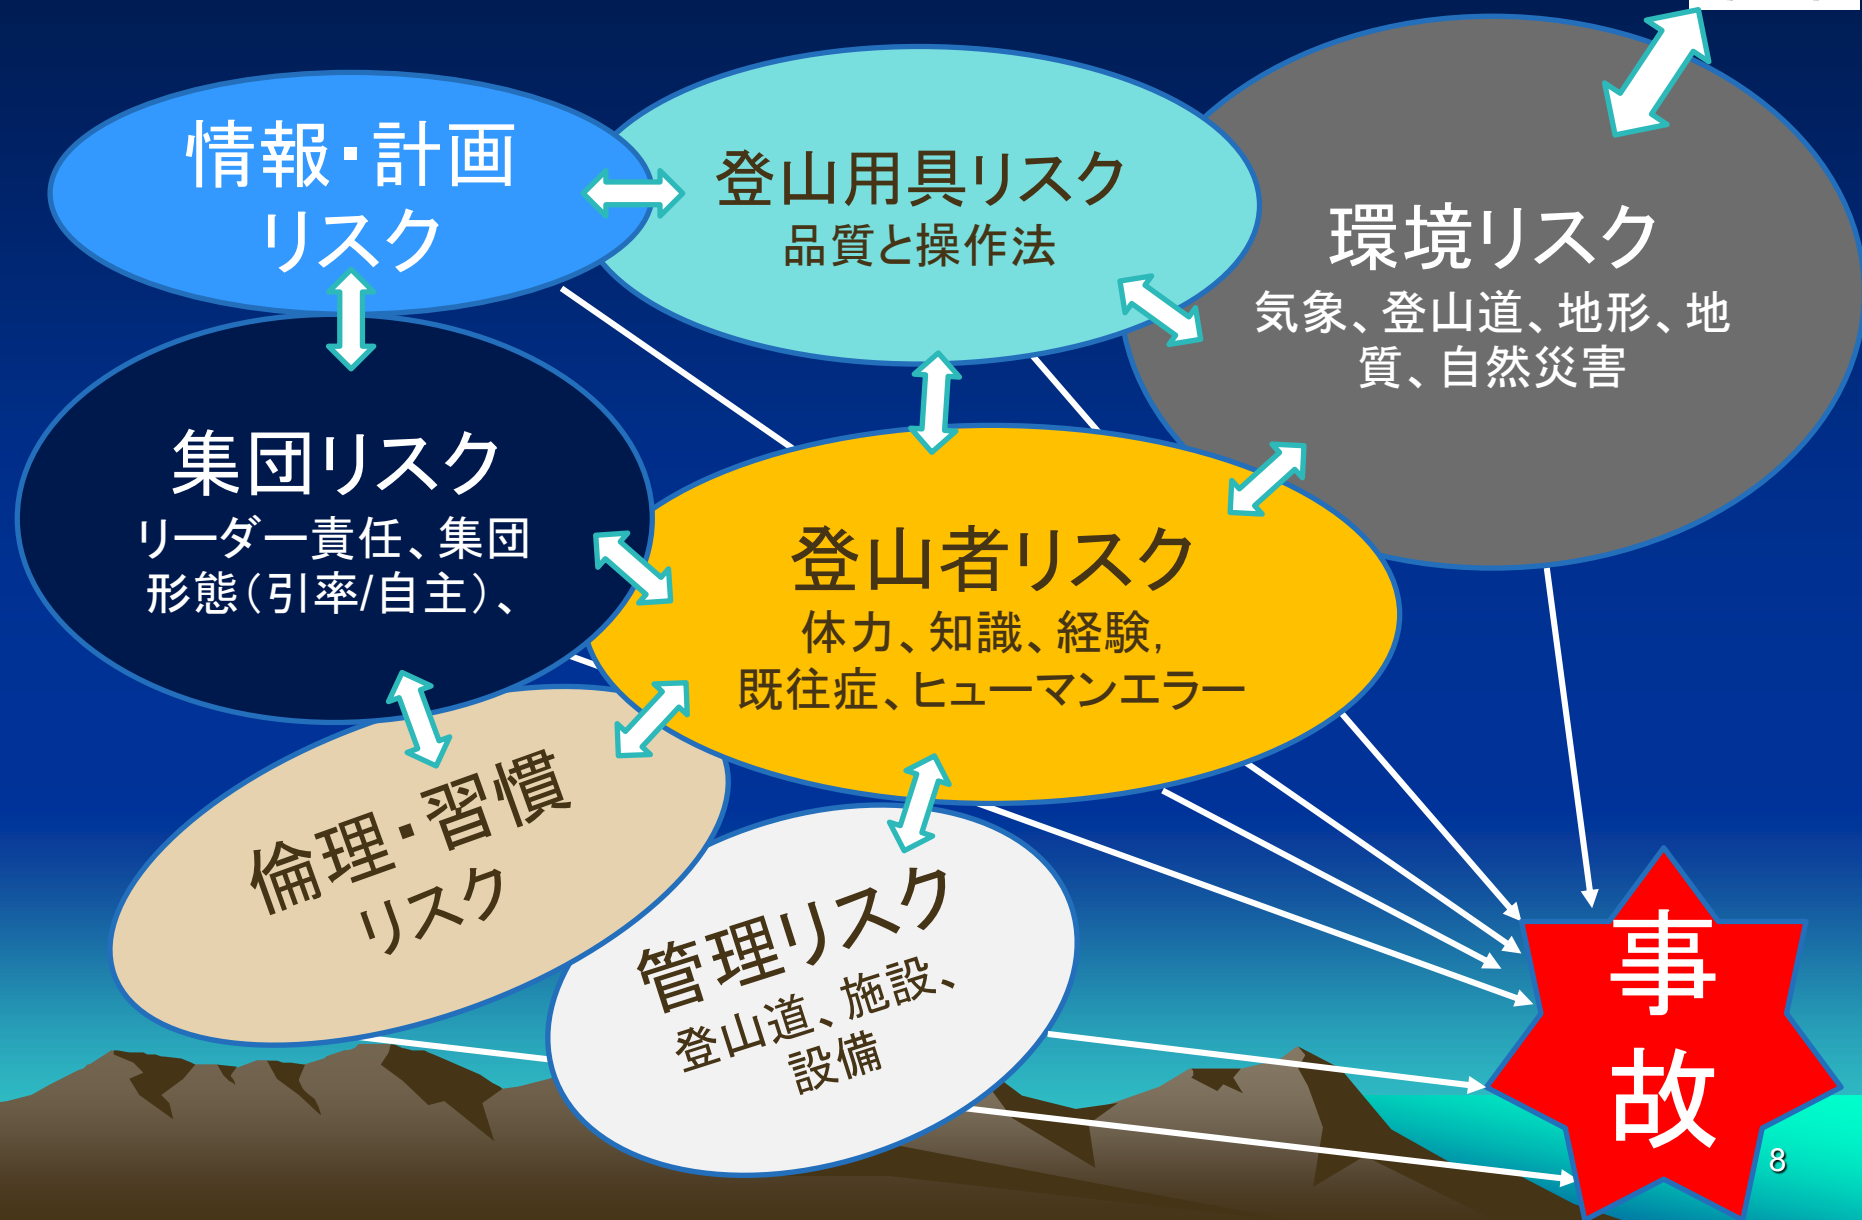 情報・計画
リスク
登山用具リスク
品質と操作法
環境リスク
気象、登山道、地形、地
質、自然災害
集団リスク
リーダー責任、集団
形態（引率/自主）、
登山者リスク
体力、知識、経験,
既往症、ヒューマンエラー
倫理・習慣
リスク
管理リスク
登山道、施設、
設備
事
故
8